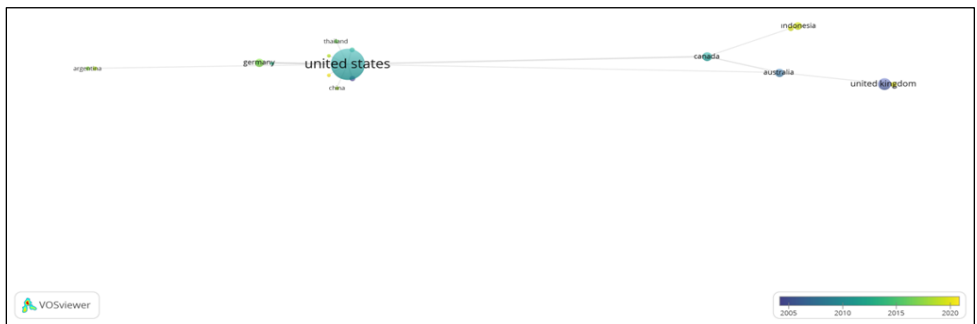 indonesia
thailand
canada
germany
united states
argentina
australia
china
united kingdom
VOSviewer
2005 2010 2015 2020